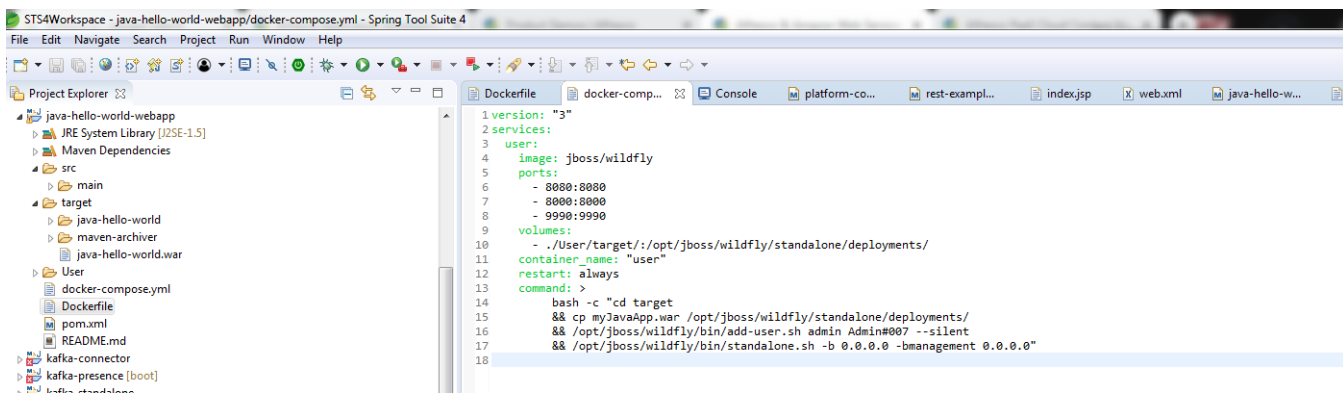 STS4Workspace - java-hello-world-webapp/docker-compose.yml - Spring Tool Suite 4
File Edit Navigate Search Project Run Window Help
Project Explorer
java-hello-world-webapp
JRE System Library [J2SE-1.5]
Maven Dependencies
src
main
target
java-hello-world
maven-archiver
java-hello-world.war
User
docker-compose.yml
Dockerfile
pom.xml
README.md
kafka-connector
kafka-presence [boot]
Dockerfile docker-comp... Console platform-co... rest-exampl... index.jsp web.xml java-hello-w...
1 version: "3"
2 services:
3 user:
4 image: jboss/wildfly
5 ports:
6 - 8080:8080
7 - 8000:8000
8 - 9990:9990
9 volumes:
10 - ./User/target/:/opt/jboss/wildfly/standalone/deployments/
11 container_name: "user"
12 restart: always
13 command: >
14 bash -c "cd target
15 && cp myJavaApp.war /opt/jboss/wildfly/standalone/deployments/
16 && /opt/jboss/wildfly/bin/add-user.sh admin Admin#007 --silent
17 && /opt/jboss/wildfly/bin/standalone.sh -b 0.0.0.0 -bmanagement 0.0.0.0"
18